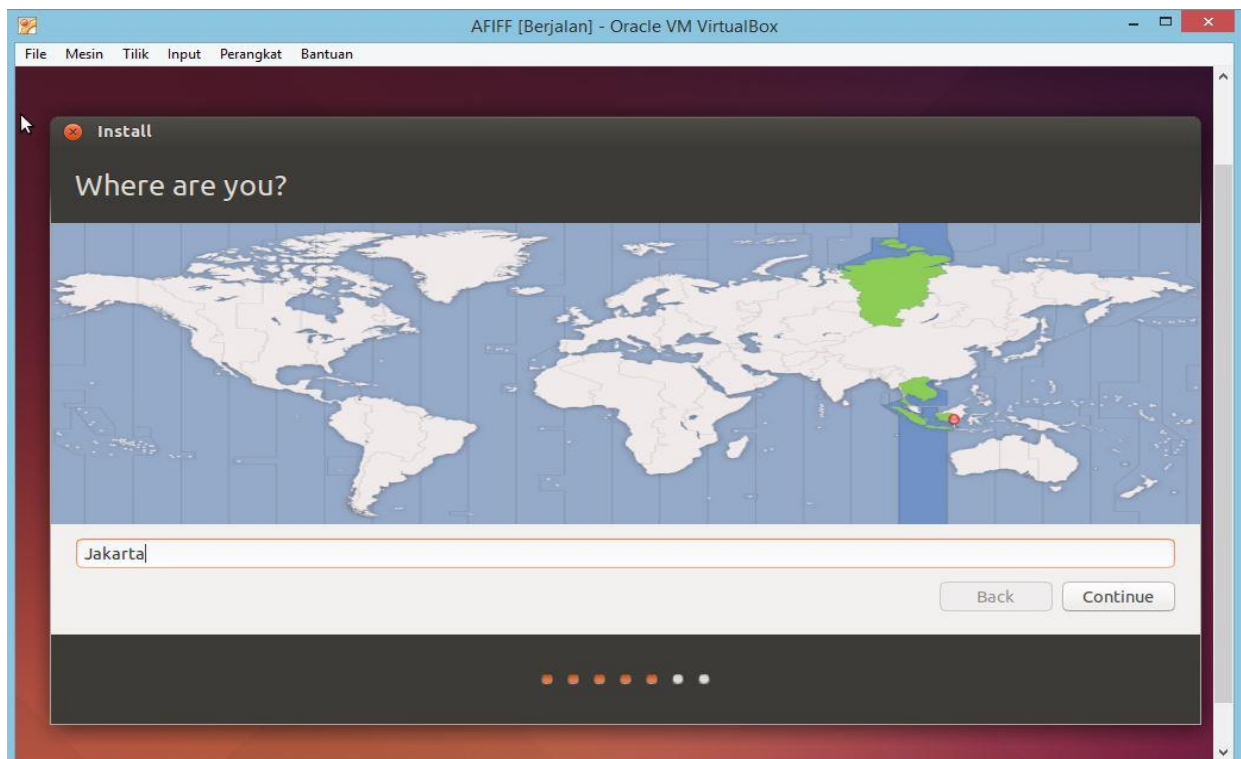 AFIFF [Berjalan] - Oracle VM VirtualBox
File Mesin Tilik Input Perangkat Bantuan
Install
Where are you?
Jakarta
Back Continue